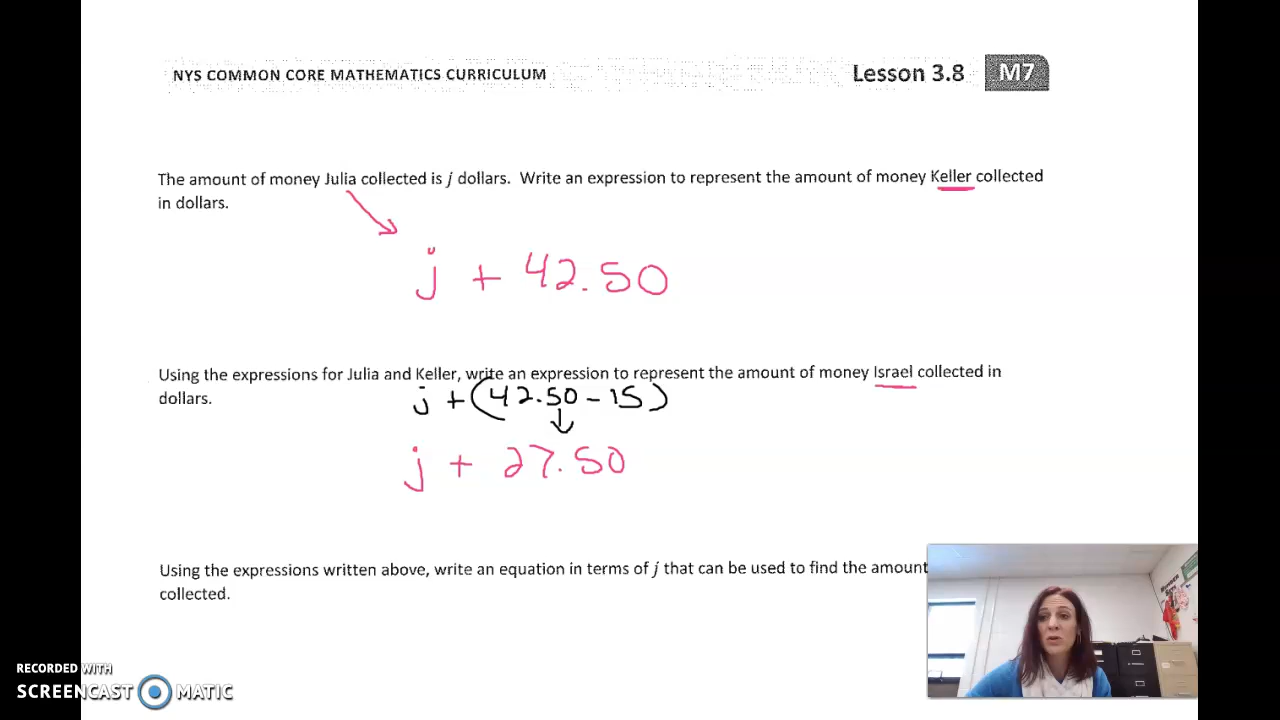 NYS COMMON CORE MATHEMATICS CURRICULUM Lesson 3.8 M7
The amount of money Julia collected is j dollars. Write an expression to represent the amount of money Keller collected
in dollars.
j + 42.50
Using the expressions for Julia and Keller, write an expression to represent the amount of money Israel collected in
dollars.
j + (42.50 - 15)
j + 27.50
Using the expressions written above, write an equation in terms of j that can be used to find the amount
collected.
RECORDED WITH
SCREENCAST MATIC